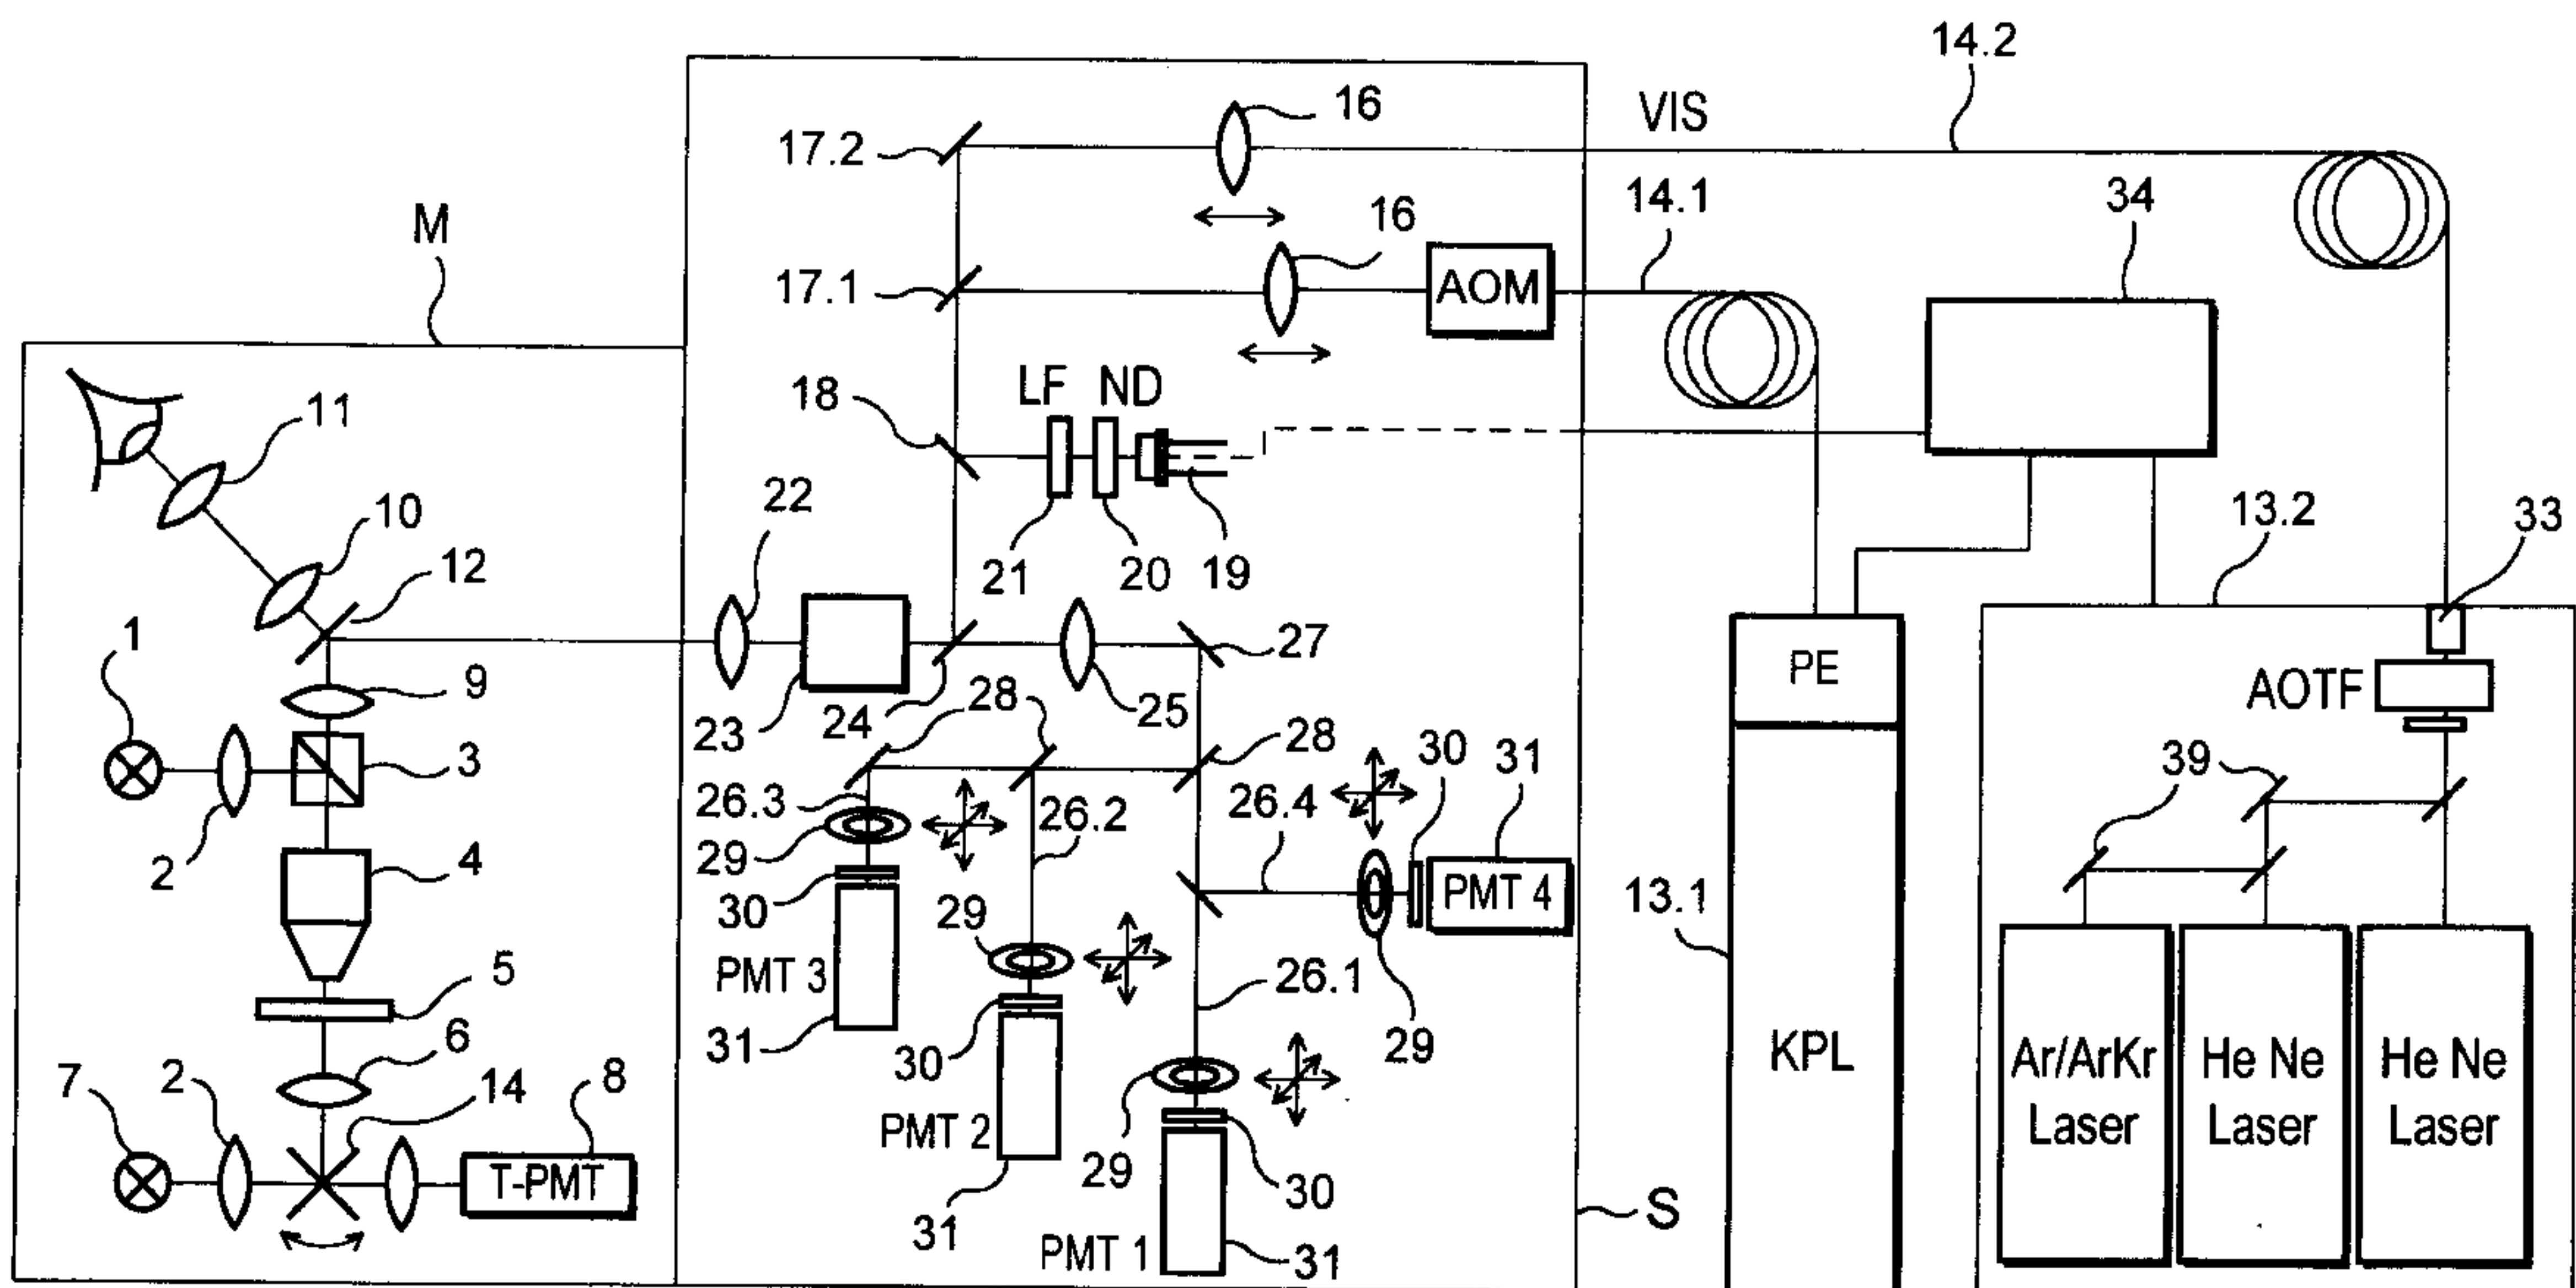 14.2
16
VIS
17.2
14.1
34
M
16
17.1
AOM
LF
ND
18
11
22
13.2
33
10
21
20
19
12
1
27
PE
9
AOTF
23
24
28
25
3
28
30
31
39
26.3
26.2
26.4
2
29
4
30
29
PMT 4
13.1
PMT 3
5
26.1
31
29
KPL
30
Ar/ArKr
Laser
He Ne
Laser
He Ne
Laser
6
7
2
14
8
PMT 2
T-PMT
29
30
S
31
PMT 1
31